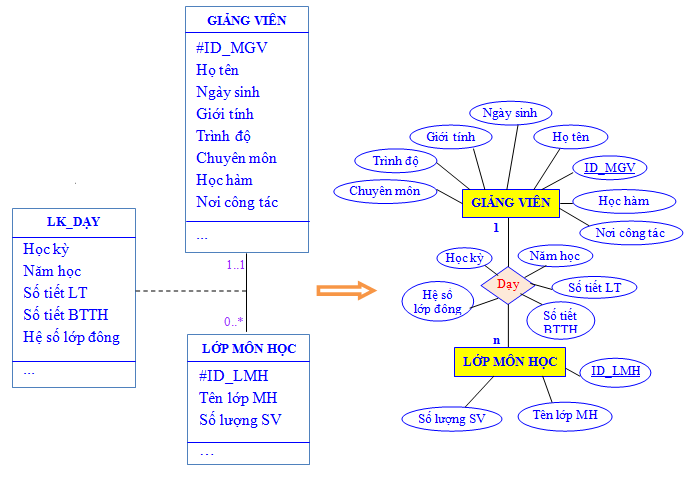 GIẢNG VIÊN
#ID_MGV
Họ tên
Ngày sinh
Giới tính
Trình độ
Chuyên môn
Học hàm
Nơi công tác
...
LK_DẠY
Học kỳ
Năm học
Số tiết LT
Số tiết BTTH
Hệ số lớp đông
...
1..1
0..*
LỚP MÔN HỌC
#ID_LMH
Tên lớp MH
Số lượng SV
...
Ngày sinh
Giới tính
Họ tên
Trình độ
ID_MGV
Chuyên môn
GIẢNG VIÊN
Học hàm
Nơi công tác
1
Học kỳ
Năm học
Dạy
Số tiết LT
Hệ số
lớp đông
Số tiết
BTTH
n
LỚP MÔN HỌC
ID_LMH
Số lượng SV
Tên lớp MH